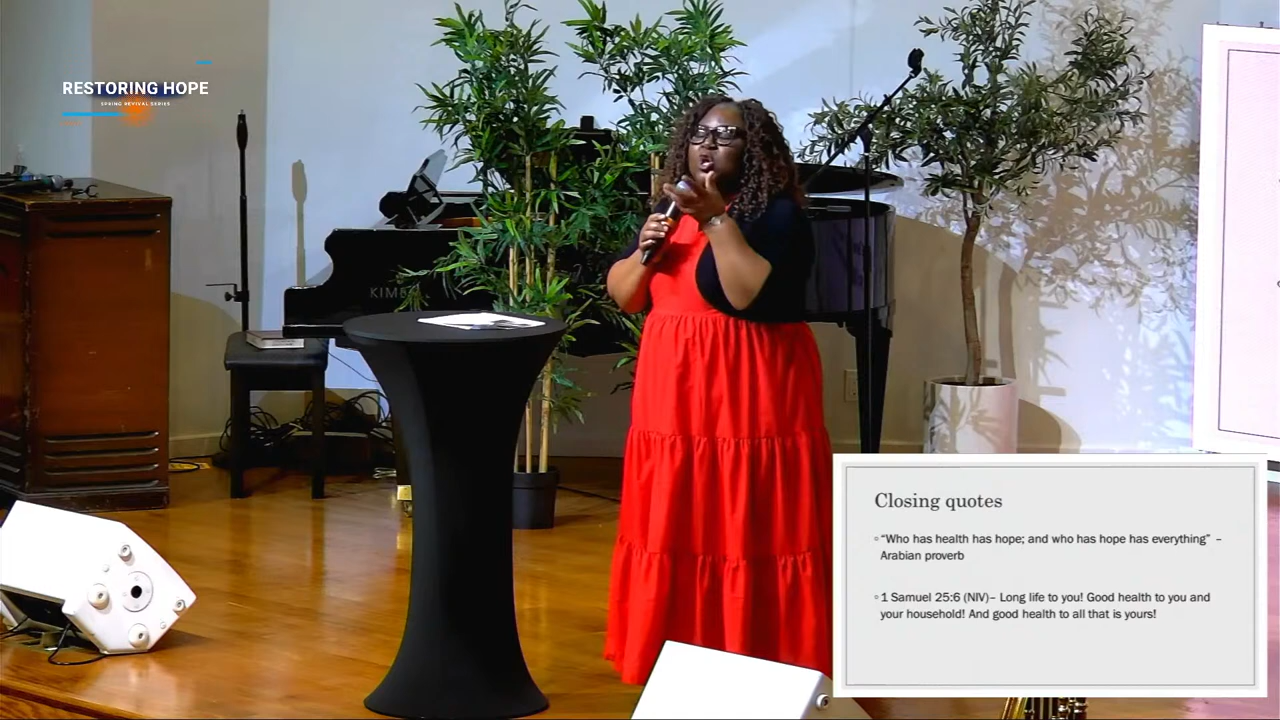 RESTORING HOPE
SPRING REVIVAL SERIES
Closing quotes
“Who has health has hope; and who has hope has everything” –
Arabian proverb
1 Samuel 25:6 (NIV)– Long life to you! Good health to you and
your household! And good health to all that is yours!